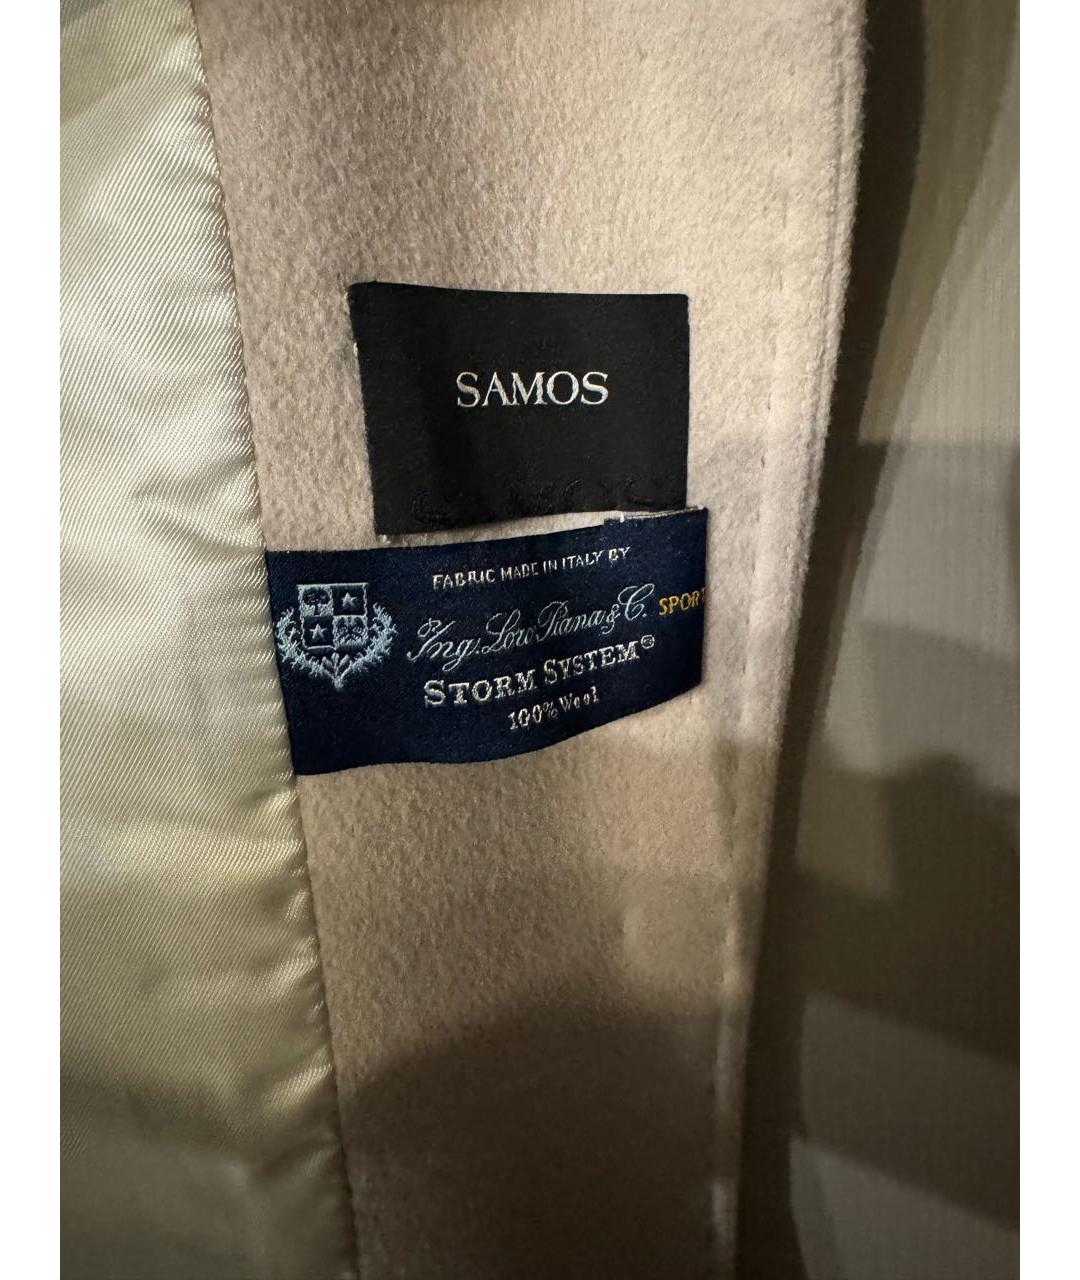 SAMOS
FABRIC MADE IN ITALY BY
Ing. Loro Piana & C. SPORT
STORM SYSTEM®
100% Wool